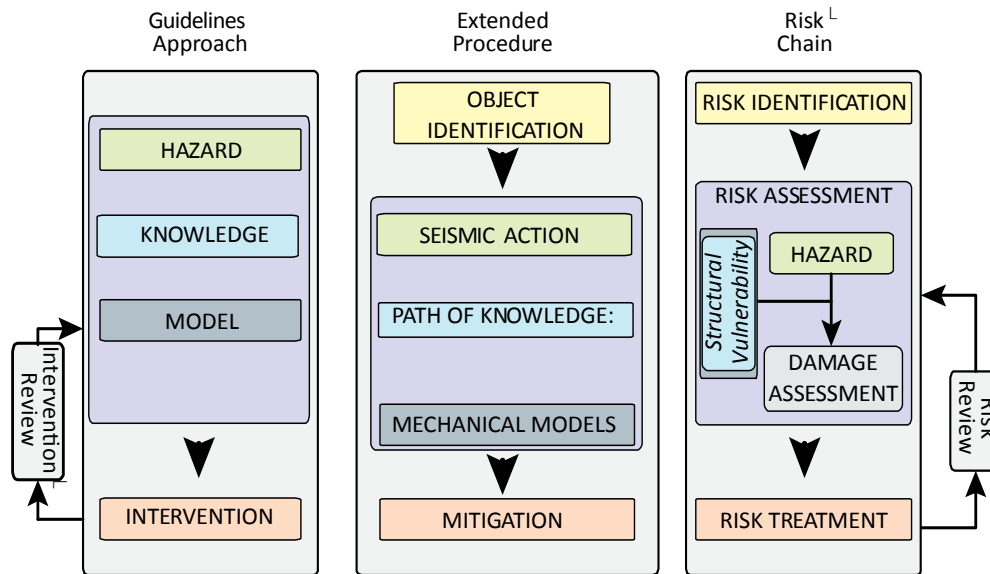 Guidelines
Approach
HAZARD
KNOWLEDGE
MODEL
Intervention
Review
INTERVENTION
Extended
Procedure
OBJECT
IDENTIFICATION
SEISMIC ACTION
PATH OF KNOWLEDGE:
MECHANICAL MODELS
MITIGATION
Risk
Chain
RISK IDENTIFICATION
RISK ASSESSMENT
Structural
Vulnerability
HAZARD
DAMAGE
ASSESSMENT
Risk
Review
RISK TREATMENT